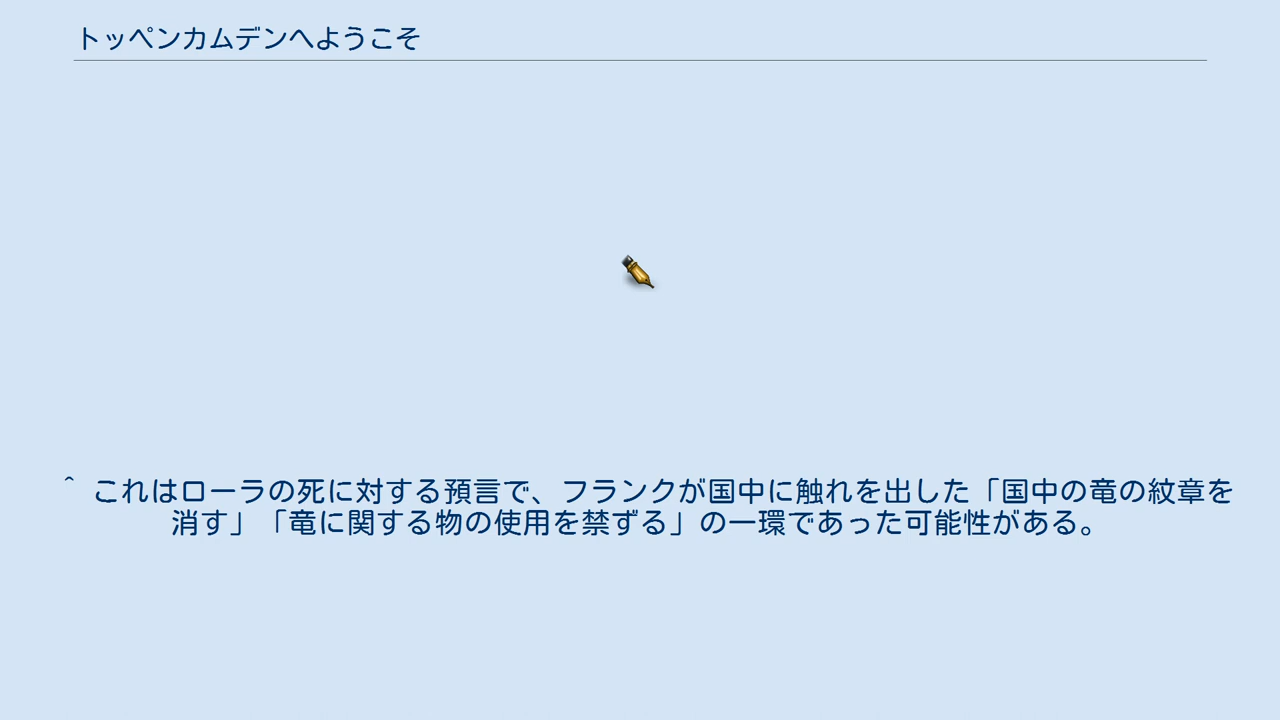 トッペンカムデンへようこそ
^ これはローラの死に対する預言で、フランクが国中に触れを出した「国中の竜の紋章を
消す」「竜に関する物の使用を禁ずる」の一環であった可能性がある。